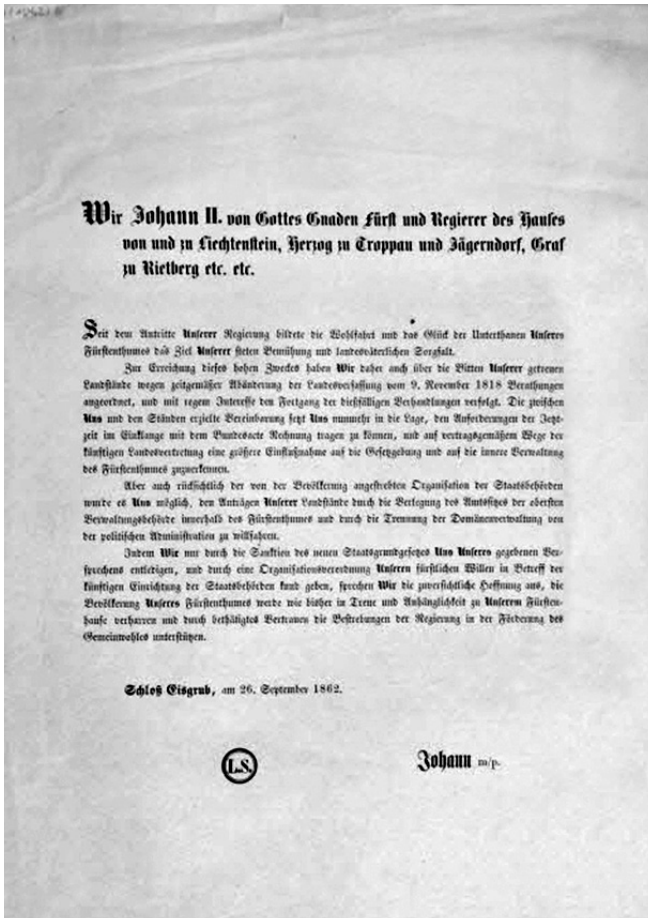 Wir Johann II. von Gottes Gnaden Fürst und Regierer des Hauses
von und zu Liechtenstein, Herzog zu Troppau und Jägerndorf, Graf
zu Rietberg etc. etc.
Seit dem Antritte Unserer Regierung bildete die Wohlfahrt und das Glück der Unterthanen Unseres
Fürstenthumes das Ziel Unserer steten Bemühung und landesväterlichen Sorgfalt.
Zur Erreichung dieses hohen Zweckes haben Wir daher auch über die Bitten Unserer getreuen
Landstände wegen zeitgemäßer Abänderung der Landesverfassung vom 9. November 1818 Berathungen
angeordnet, und mit regem Interesse den Fortgang der dießfälligen Verhandlungen verfolgt. Die zwischen
Uns und den Ständen erzielte Vereinbarung setzt Uns nunmehr in die Lage, den Anforderungen der Jetzt-
zeit im Einklange mit dem Bundesacte Rechnung tragen zu können, und auf vertragsgemäßem Wege der
künftigen Landesvertretung eine größere Einflußnahme auf die Gesetzgebung und auf die innere Verwaltung
des Fürstenthumes zuzuerkennen.
Aber auch rücksichtlich der von der Bevölkerung angestrebten Organisation der Staatsbehörden
wurde es Uns möglich, den Anträgen Unserer Landstände durch die Verlegung des Amtssitzes der obersten
Verwaltungsbehörde innerhalb des Fürstenthumes und durch die Trennung der Domänenverwaltung von
der politischen Administration zu willfahren.
Indem Wir nur durch die Sanktion des neuen Staatsgrundgesetzes Uns Unseres gegebenen Ver-
sprechens entledigen, und durch eine Organisationsverordnung Unseren fürstlichen Willen in Betreff der
künftigen Einrichtung der Staatsbehörden kund geben, sprechen Wir die zuversichtliche Hoffnung aus, die
Bevölkerung Unseres Fürstenthumes werde wie bisher in Treue und Anhänglichkeit zu Unserem Fürsten-
hause verharren und durch bethätigtes Vertrauen die Bestrebungen der Regierung in der Förderung des
Gemeinwohles unterstützen.
Schloß Eisgrub, am 26. September 1862.
L.S.
Johann m/p.